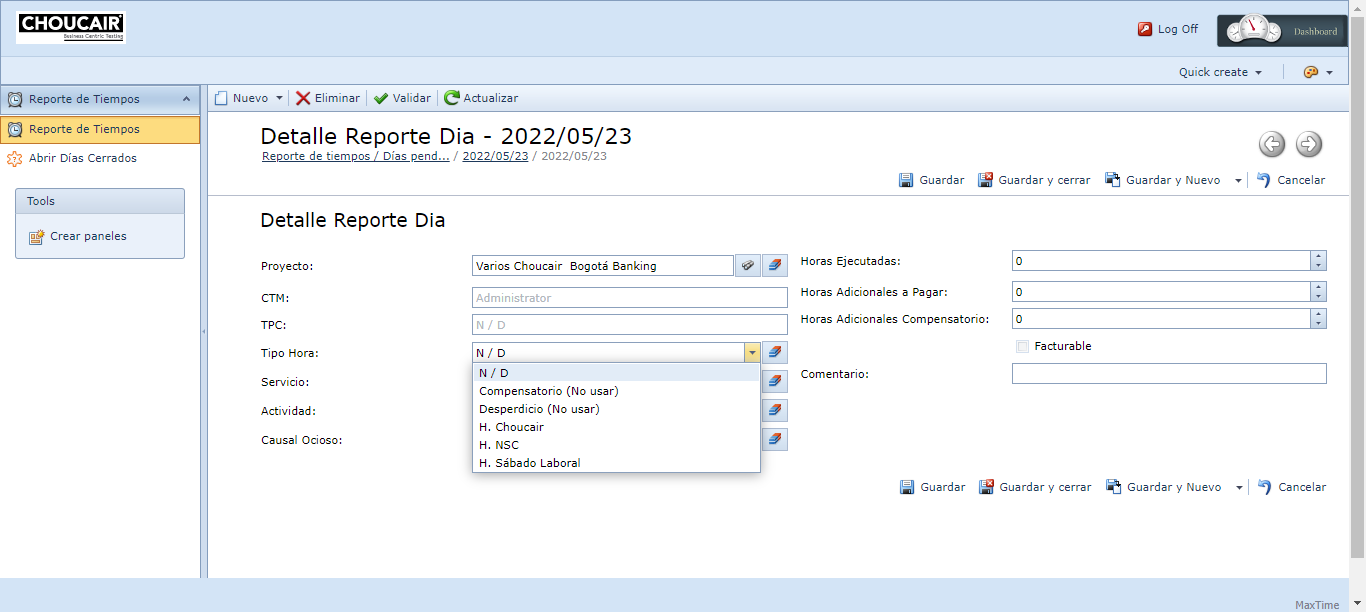 CHOUCAIR
Business Centric Testing
Log Off
Dashboard
Quick create
Reporte de Tiempos
Nuevo Eliminar Validar Actualizar
Reporte de Tiempos
Abrir Días Cerrados
Tools
Crear paneles
Detalle Reporte Dia - 2022/05/23
Reporte de tiempos / Días pend... / 2022/05/23 / 2022/05/23
Guardar Guardar y cerrar Guardar y Nuevo Cancelar
Detalle Reporte Dia
Proyecto: Varios Choucair Bogotá Banking
CTM: Administrator
TPC: N / D
Tipo Hora: N / D
N / D
Compensatorio (No usar)
Desperdicio (No usar)
H. Choucair
H. NSC
H. Sábado Laboral
Servicio:
Actividad:
Causal Ocioso:
Horas Ejecutadas: 0
Horas Adicionales a Pagar: 0
Horas Adicionales Compensatorio: 0
Facturable
Comentario:
Guardar Guardar y cerrar Guardar y Nuevo Cancelar
MaxTime